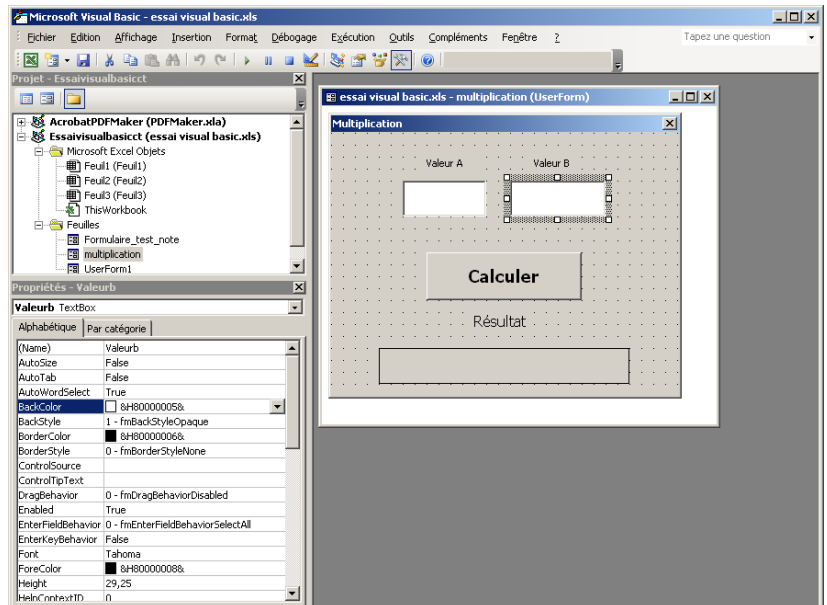 Microsoft Visual Basic - essai visual basic.xls
Fichier Edition Affichage Insertion Format Débogage Exécution Outils Compléments Fenêtre ? Tapez une question
Projet - Essaivisualbasicct
AcrobatPDFMaker (PDFMaker.xla)
Essaivisualbasicct (essai visual basic.xls)
Microsoft Excel Objets
Feuil1 (Feuil1)
Feuil2 (Feuil2)
Feuil3 (Feuil3)
ThisWorkbook
Feuilles
Formulaire_test_note
multiplication
UserForm1
Propriétés - Valeurb
Valeurb TextBox
Alphabétique Par catégorie
(Name) Valeurb
AutoSize False
AutoTab False
AutoWordSelect True
BackColor &H80000005&
BackStyle 1 - fmBackStyleOpaque
BorderColor &H80000006&
BorderStyle 0 - fmBorderStyleNone
ControlSource
ControlTipText
DragBehavior 0 - fmDragBehaviorDisabled
Enabled True
EnterFieldBehavior 0 - fmEnterFieldBehaviorSelectAll
EnterKeyBehavior False
Font Tahoma
ForeColor &H80000008&
Height 29,25
HelpContextID 0
essai visual basic.xls - multiplication (UserForm)
Multiplication
Valeur A Valeur B
Calculer
Résultat